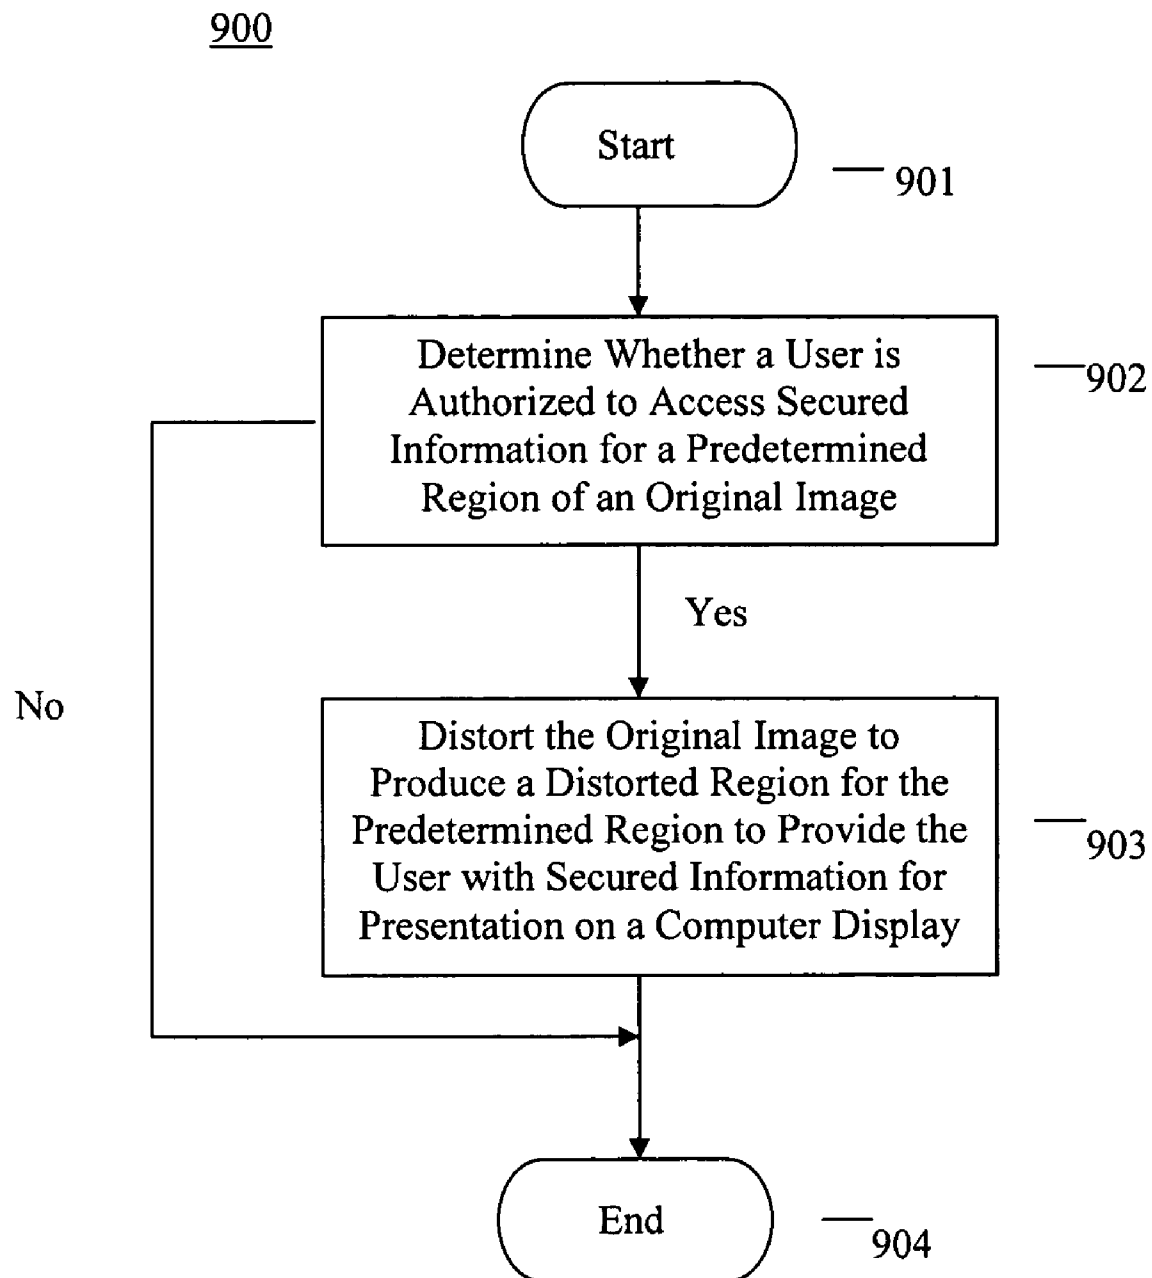 900
Start
901
Determine Whether a User is
Authorized to Access Secured
Information for a Predetermined
Region of an Original Image
902
Yes
No
Distort the Original Image to
Produce a Distorted Region for the
Predetermined Region to Provide the
User with Secured Information for
Presentation on a Computer Display
903
End
904